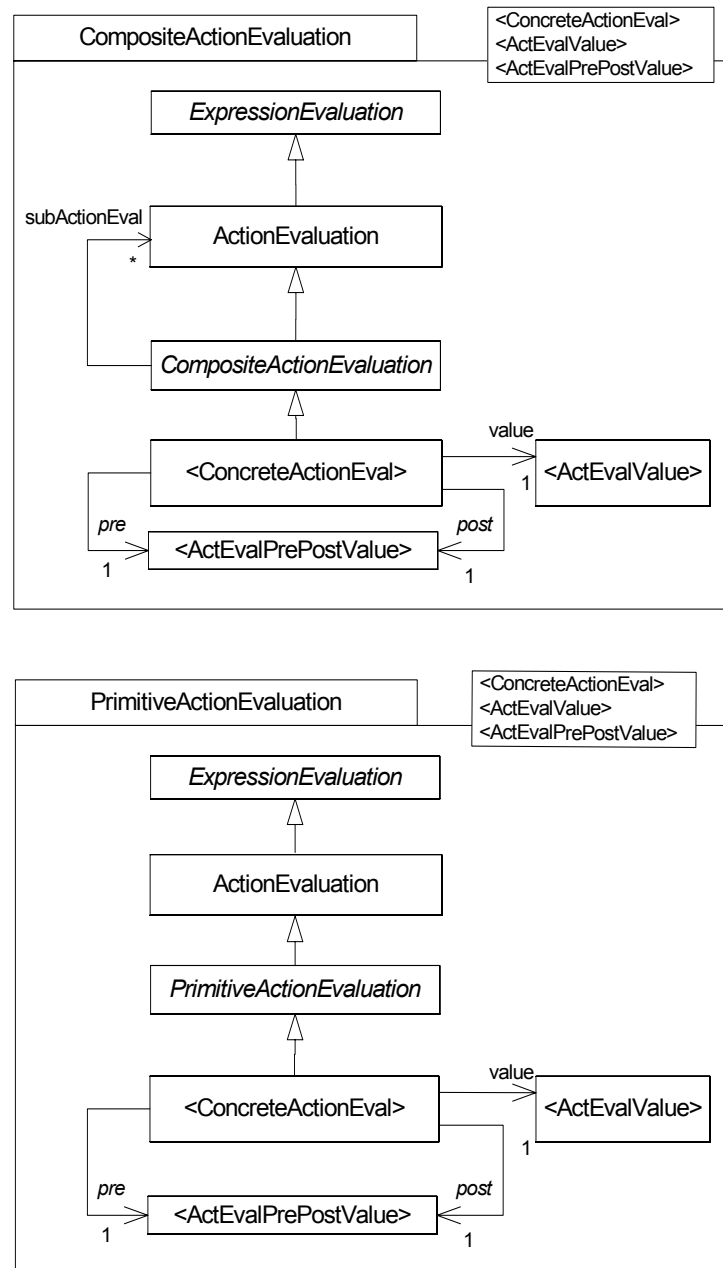 CompositeActionEvaluation
<ConcreteActionEval>
<ActEvalValue>
<ActEvalPrePostValue>
ExpressionEvaluation
subActionEval
ActionEvaluation
*
CompositeActionEvaluation
value
<ConcreteActionEval>
<ActEvalValue>
1
pre
post
<ActEvalPrePostValue>
1
1
PrimitiveActionEvaluation
<ConcreteActionEval>
<ActEvalValue>
<ActEvalPrePostValue>
ExpressionEvaluation
ActionEvaluation
PrimitiveActionEvaluation
value
<ConcreteActionEval>
<ActEvalValue>
1
pre
post
<ActEvalPrePostValue>
1
1